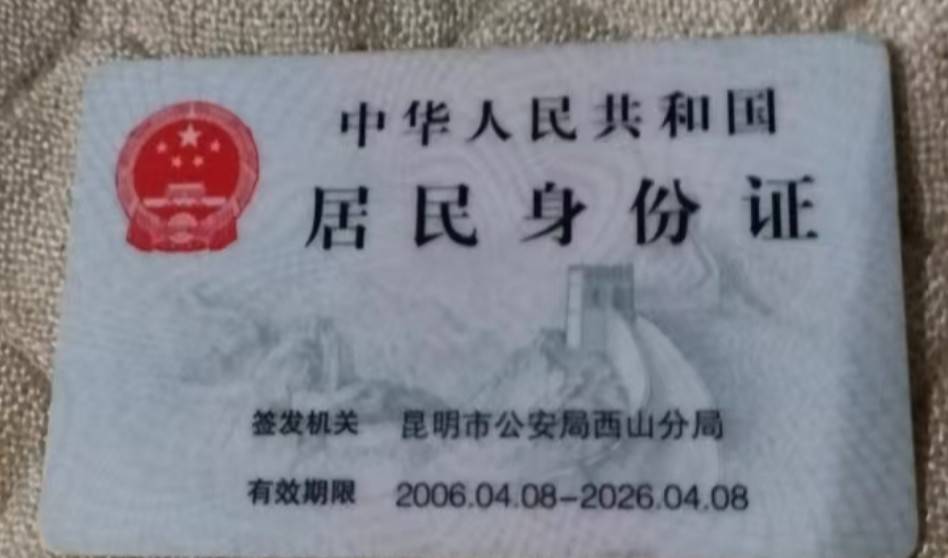 中华人民共和国
居民身份证
签发机关 昆明市公安局西山分局
有效期限 2006.04.08-2026.04.08